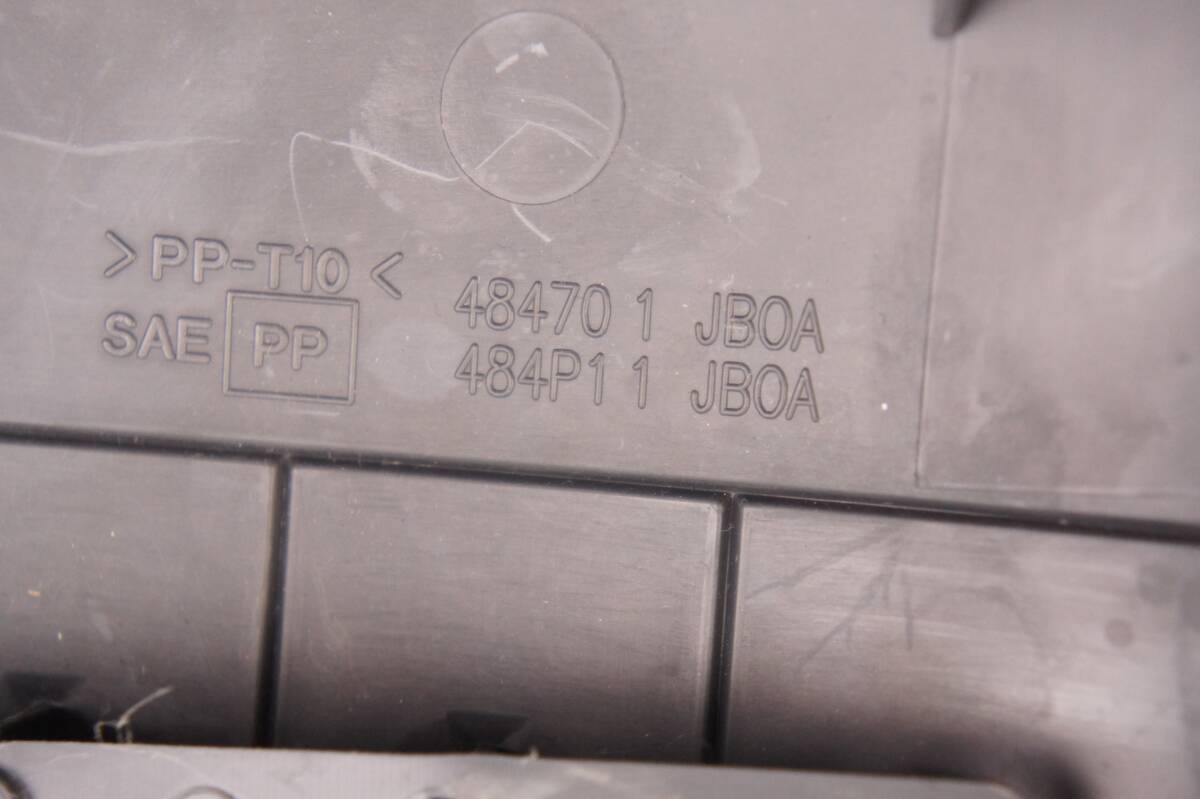 >PP-T10<
SAE PP
48470 1 JB0A
484P1 1 JB0A